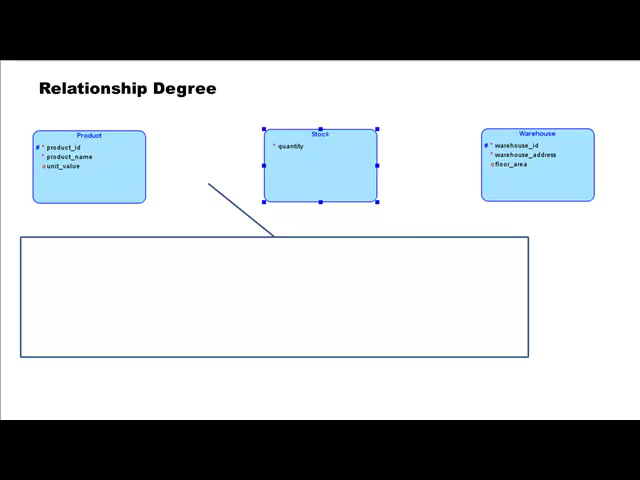 Relationship Degree
Product
# * product_id
* product_name
o unit_value
Stock
* quantity
Warehouse
# * warehouse_id
* warehouse_address
o floor_area